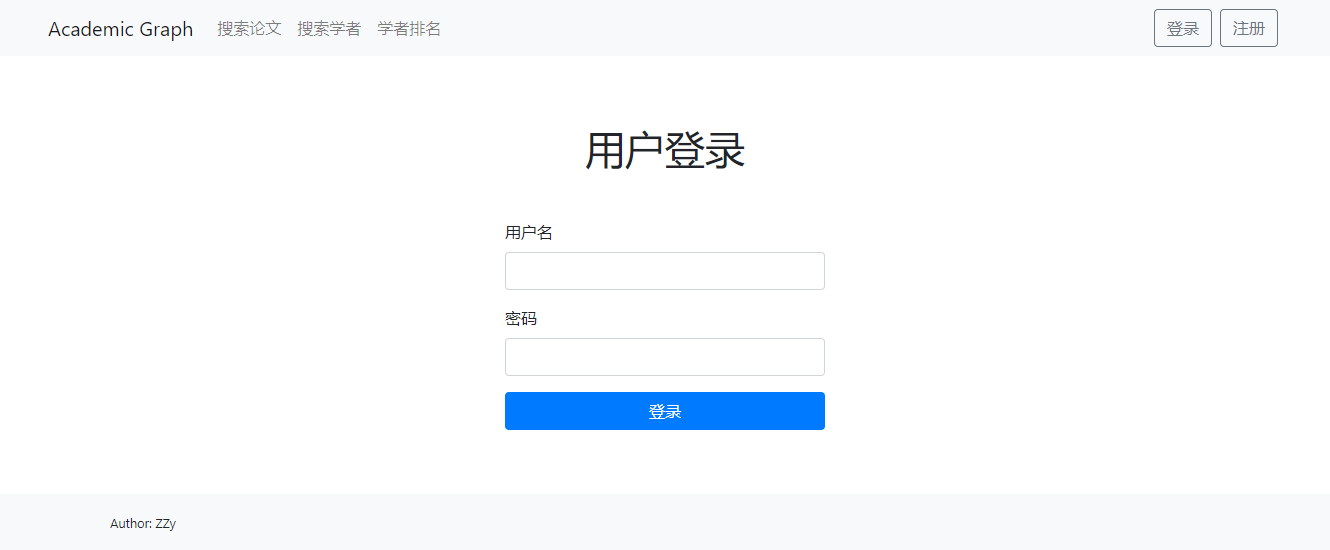 Academic Graph 搜索论文 搜索学者 学者排名 登录 注册
用户登录
用户名
密码
登录
Author: ZZy